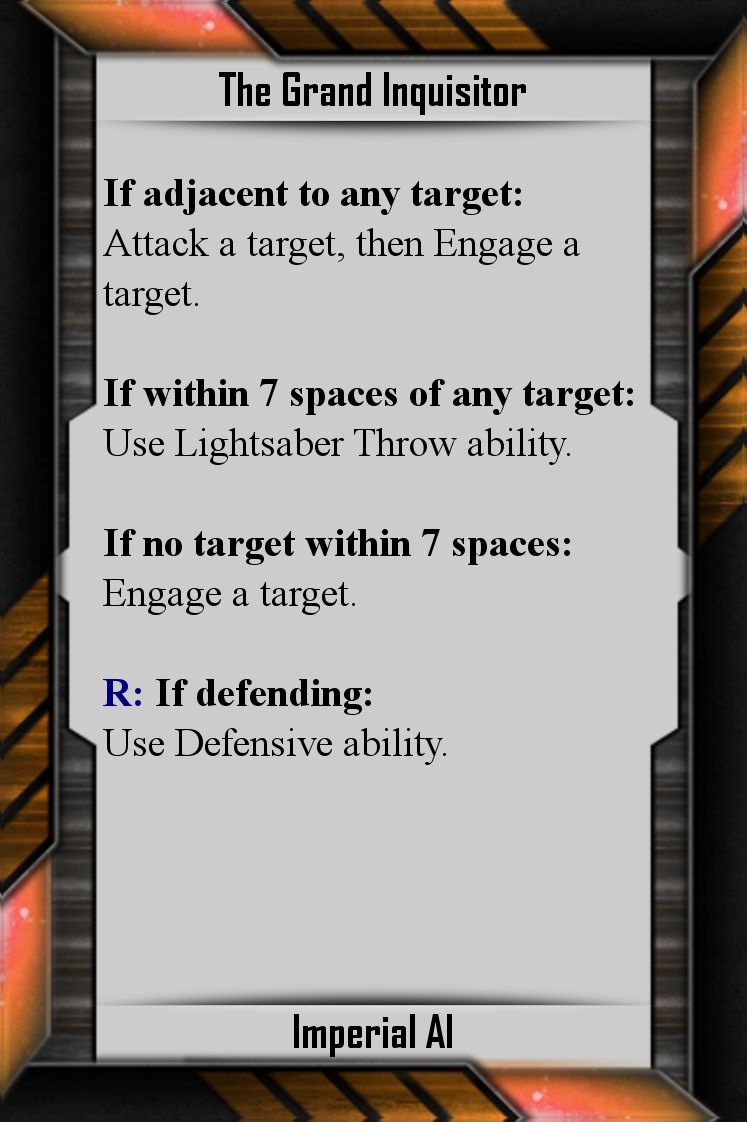 The Grand Inquisitor
If adjacent to any target:
Attack a target, then Engage a
target.
If within 7 spaces of any target:
Use Lightsaber Throw ability.
If no target within 7 spaces:
Engage a target.
R: If defending:
Use Defensive ability.
Imperial AI